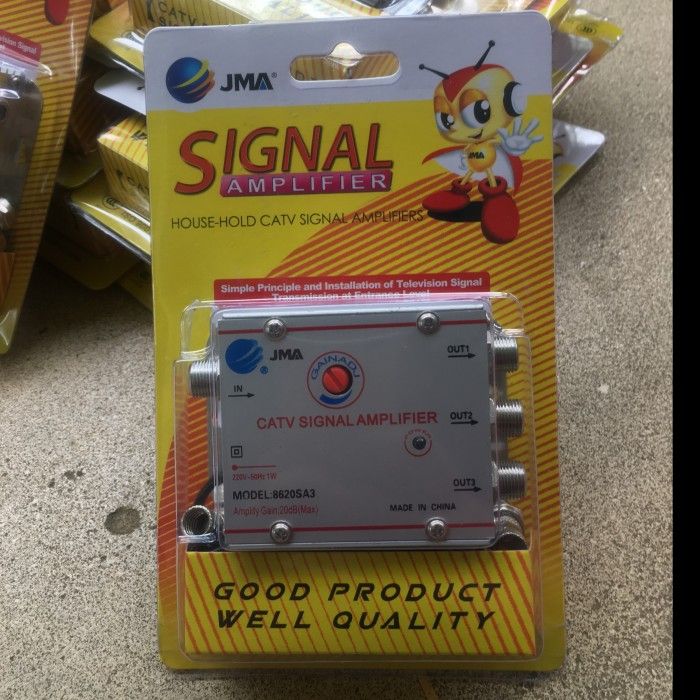 JMA®
SIGNAL
AMPLIFIER
JMA
HOUSE-HOLD CATV SIGNAL AMPLIFIERS
Simple Principle and Installation of Television Signal
Transmission at Entrance Level
JMA
®
GAINADJ
IN
OUT1
CATV SIGNAL AMPLIFIER
OUT2
POWER
220V~50Hz 1W
MODEL:8620SA3
OUT3
Amplify Gain:20dB(Max)
MADE IN CHINA
GOOD PRODUCT
WELL QUALITY